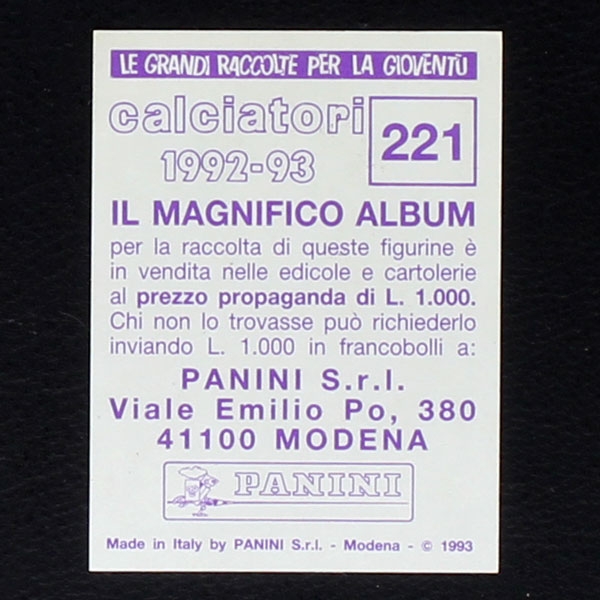 LE GRANDI RACCOLTE PER LA GIOVENTÙ
calciatori
1992-93
221
IL MAGNIFICO ALBUM
per la raccolta di queste figurine è
in vendita nelle edicole e cartolerie
al prezzo propaganda di L. 1.000.
Chi non lo trovasse può richiederlo
inviando L. 1.000 in francobolli a:
PANINI S.r.l.
Viale Emilio Po, 380
41100 MODENA
PANINI
Made in Italy by PANINI S.r.l. - Modena - © 1993